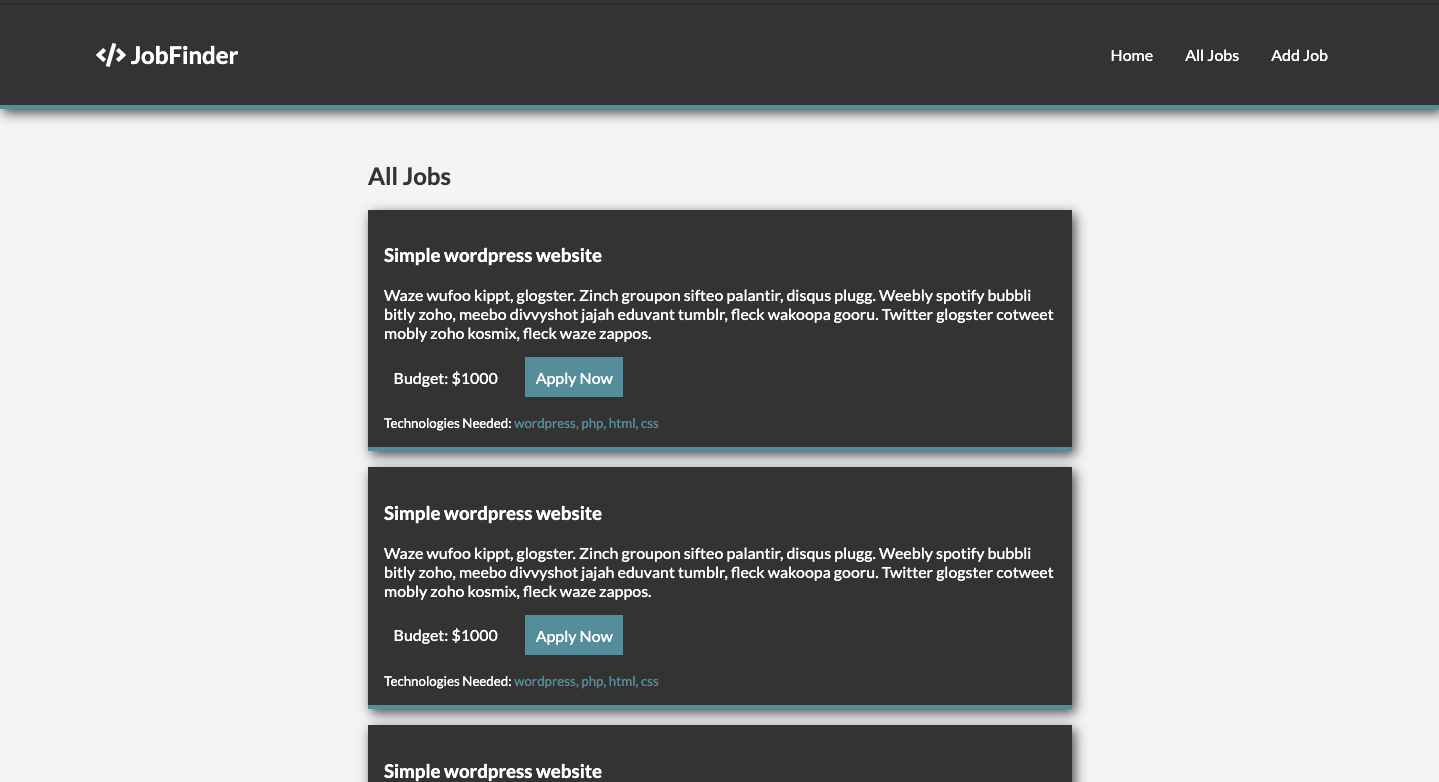 JobFinder
Home All Jobs Add Job
All Jobs
Simple wordpress website
Waze wufoo kippt, glogster. Zinch groupon sifteo palantir, disqus plugg. Weebly spotify bubbli
bitly zoho, meebo divvyshot jajah eduvant tumblr, fleck wakoopa gooru. Twitter glogster cotweet
mobly zoho kosmix, fleck waze zappos.
Budget: $1000 Apply Now
Technologies Needed: wordpress, php, html, css
Simple wordpress website
Waze wufoo kippt, glogster. Zinch groupon sifteo palantir, disqus plugg. Weebly spotify bubbli
bitly zoho, meebo divvyshot jajah eduvant tumblr, fleck wakoopa gooru. Twitter glogster cotweet
mobly zoho kosmix, fleck waze zappos.
Budget: $1000 Apply Now
Technologies Needed: wordpress, php, html, css
Simple wordpress website